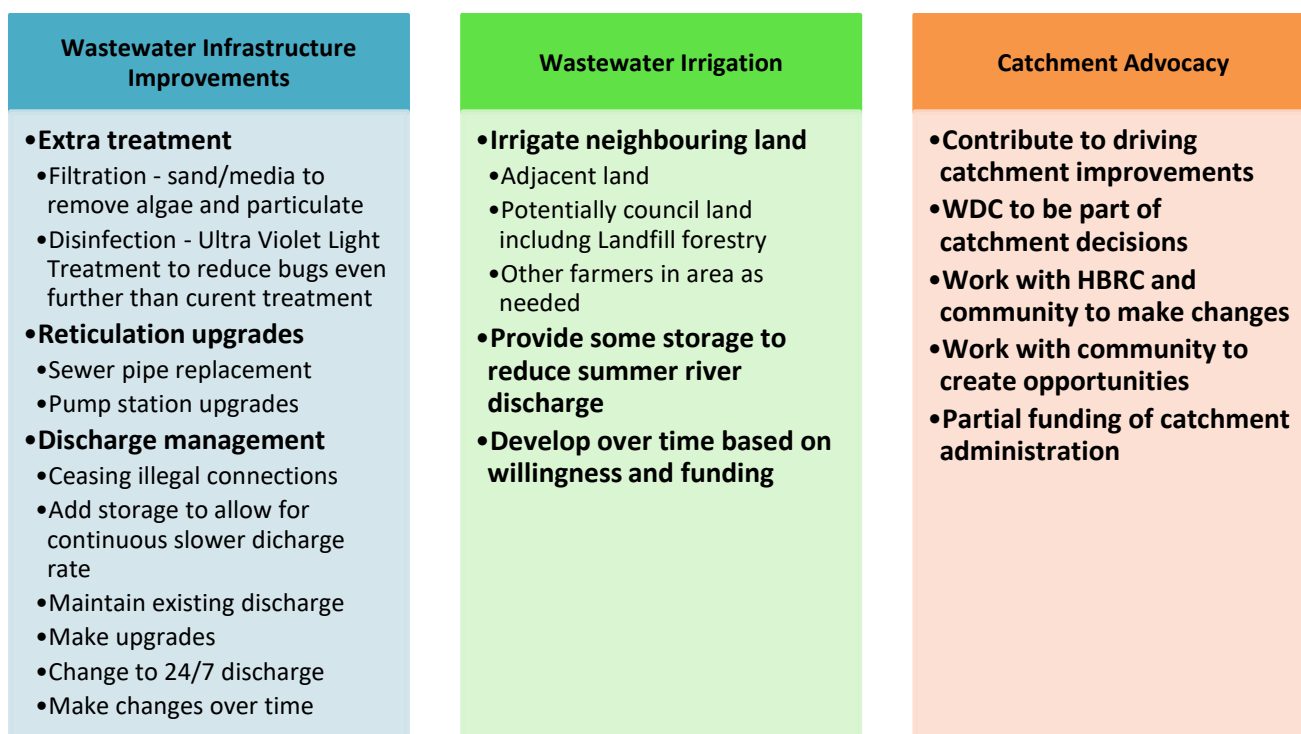 Wastewater Infrastructure
Improvements
•Extra treatment
•Filtration - sand/media to
remove algae and particulate
•Disinfection - Ultra Violet Light
Treatment to reduce bugs even
further than curent treatment
•Reticulation upgrades
•Sewer pipe replacement
•Pump station upgrades
•Discharge management
•Ceasing illegal connections
•Add storage to allow for
continuous slower dicharge
rate
•Maintain existing discharge
•Make upgrades
•Change to 24/7 discharge
•Make changes over time
Wastewater Irrigation
•Irrigate neighbouring land
•Adjacent land
•Potentially council land
includng Landfill forestry
•Other farmers in area as
needed
•Provide some storage to
reduce summer river
discharge
•Develop over time based on
willingness and funding
Catchment Advocacy
•Contribute to driving
catchment improvements
•WDC to be part of
catchment decisions
•Work with HBRC and
community to make changes
•Work with community to
create opportunities
•Partial funding of catchment
administration